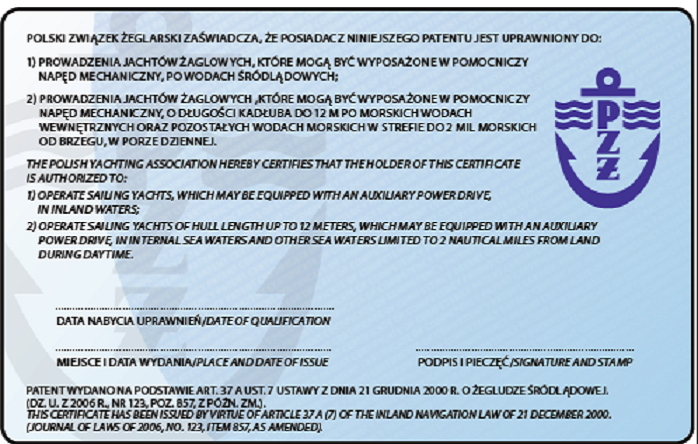 POLSKI ZWIĄZEK ŻEGLARSKI ZAŚWIADCZA, ŻE POSIADACZ NINIEJSZEGO PATENTU JEST UPRAWNIONY DO:
1) PROWADZENIA JACHTÓW ŻAGLOWYCH, KTÓRE MOGĄ BYĆ WYPOSAŻONE W POMOCNICZY
NAPĘD MECHANICZNY, PO WODACH ŚRÓDLĄDOWYCH;
2) PROWADZENIA JACHTÓW ŻAGLOWYCH ,KTÓRE MOGĄ BYĆ WYPOSAŻONE W POMOCNICZY
NAPĘD MECHANICZNY, O DŁUGOŚCI KADŁUBA DO 12 M PO MORSKICH WODACH
WEWNĘTRZNYCH ORAZ POZOSTAŁYCH WODACH MORSKICH W STREFIE DO 2 MIL MORSKICH
OD BRZEGU, W PORZE DZIENNEJ.
PZŻ
THE POLISH YACHTING ASSOCIATION HEREBY CERTIFIES THAT THE HOLDER OF THIS CERTIFICATE
IS AUTHORIZED TO:
1) OPERATE SAILING YACHTS, WHICH MAY BE EQUIPPED WITH AN AUXILIARY POWER DRIVE,
IN INLAND WATERS;
2) OPERATE SAILING YACHTS OF HULL LENGTH UP TO 12 METERS, WHICH MAY BE EQUIPPED WITH AN AUXILIARY
POWER DRIVE, IN INTERNAL SEA WATERS AND OTHER SEA WATERS LIMITED TO 2 NAUTICAL MILES FROM LAND
DURING DAYTIME.
DATA NABYCIA UPRAWNIEŃ/DATE OF QUALIFICATION
MIEJSCE I DATA WYDANIA/PLACE AND DATE OF ISSUE
PODPIS I PIECZĘĆ/SIGNATURE AND STAMP
PATENT WYDANO NA PODSTAWIE ART. 37 A UST. 7 USTAWY Z DNIA 21 GRUDNIA 2000 R. O ŻEGLUDZE ŚRÓDLĄDOWEJ.
(DZ. U. Z 2006 R., NR 123, POZ. 857, Z PÓŹN. ZM.).
THIS CERTIFICATE HAS BEEN ISSUED BY VIRTUE OF ARTICLE 37 A (7) OF THE INLAND NAVIGATION LAW OF 21 DECEMBER 2000.
(JOURNAL OF LAWS OF 2006, NO. 123, ITEM 857, AS AMENDED).